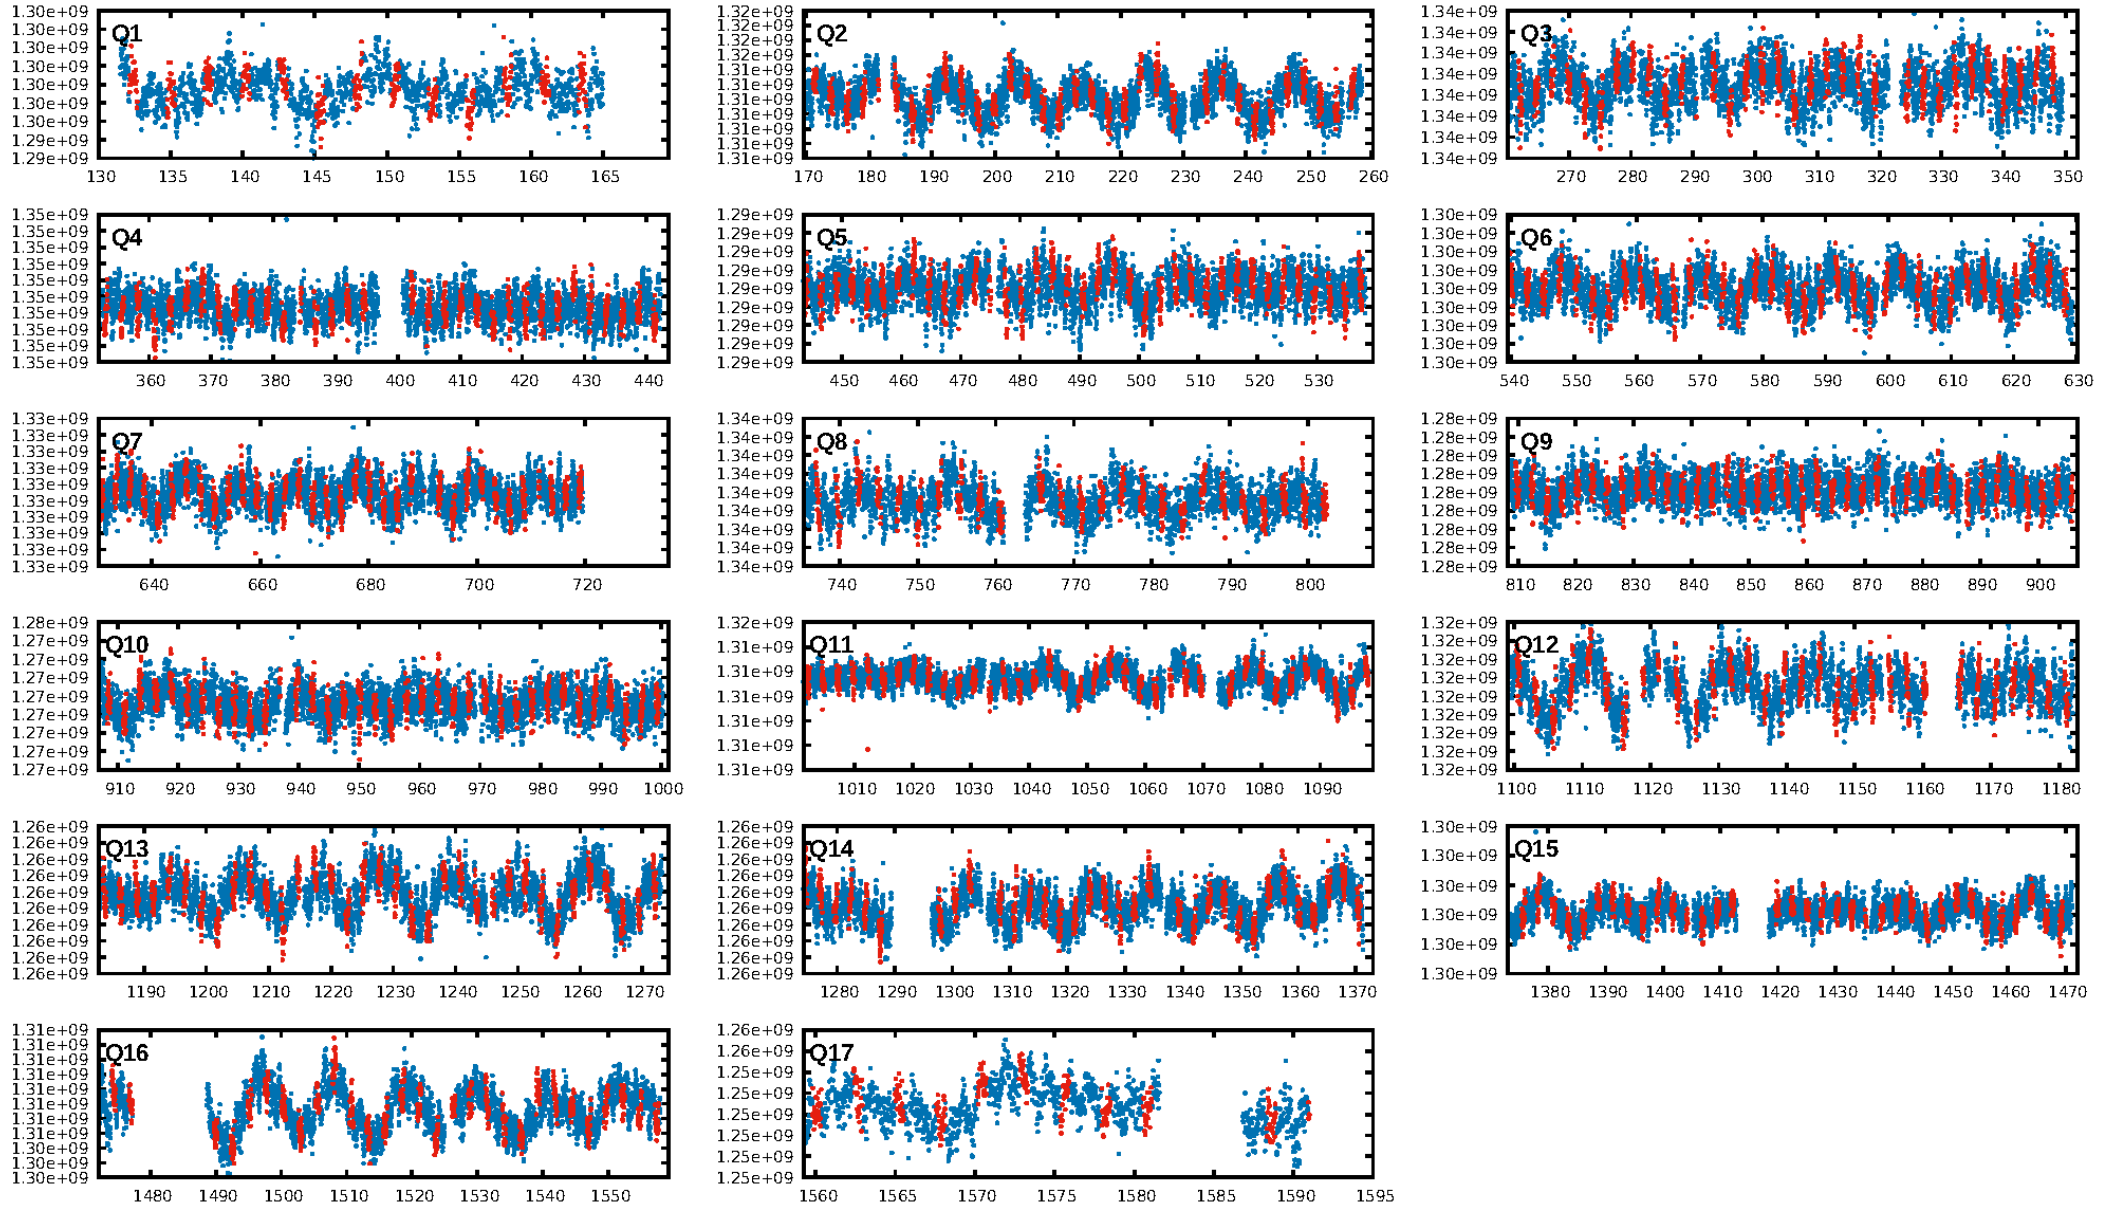 Q1
1.30e+09
1.30e+09
1.30e+09
1.30e+09
1.30e+09
1.30e+09
1.30e+09
1.29e+09
1.29e+09
130 135 140 145 150 155 160 165
Q2
1.32e+09
1.32e+09
1.32e+09
1.31e+09
1.31e+09
1.31e+09
1.31e+09
1.31e+09
1.31e+09
1.31e+09
1.31e+09
170 180 190 200 210 220 230 240 250 260
Q3
1.34e+09
1.34e+09
1.34e+09
1.34e+09
1.34e+09
1.34e+09
1.34e+09
1.34e+09
270 280 290 300 310 320 330 340 350
Q4
1.35e+09
1.35e+09
1.35e+09
1.35e+09
1.35e+09
1.35e+09
1.35e+09
1.35e+09
1.35e+09
1.35e+09
360 370 380 390 400 410 420 430 440
Q5
1.29e+09
1.29e+09
1.29e+09
1.29e+09
1.29e+09
1.29e+09
1.29e+09
1.29e+09
1.29e+09
450 460 470 480 490 500 510 520 530
Q6
1.30e+09
1.30e+09
1.30e+09
1.30e+09
1.30e+09
1.30e+09
1.30e+09
1.30e+09
1.30e+09
540 550 560 570 580 590 600 610 620 630
Q7
1.33e+09
1.33e+09
1.33e+09
1.33e+09
1.33e+09
1.33e+09
1.33e+09
1.33e+09
1.33e+09
1.33e+09
640 660 680 700 720
Q8
1.34e+09
1.34e+09
1.34e+09
1.34e+09
1.34e+09
1.34e+09
1.34e+09
1.34e+09
1.34e+09
740 750 760 770 780 790 800
Q9
1.28e+09
1.28e+09
1.28e+09
1.28e+09
1.28e+09
1.28e+09
1.28e+09
1.28e+09
1.28e+09
810 820 830 840 850 860 870 880 890 900
Q10
1.28e+09
1.27e+09
1.27e+09
1.27e+09
1.27e+09
1.27e+09
1.27e+09
1.27e+09
1.27e+09
910 920 930 940 950 960 970 980 990 1000
Q11
1.32e+09
1.31e+09
1.31e+09
1.31e+09
1.31e+09
1.31e+09
1.31e+09
1010 1020 1030 1040 1050 1060 1070 1080 1090
Q12
1.32e+09
1.32e+09
1.32e+09
1.32e+09
1.32e+09
1.32e+09
1.32e+09
1.32e+09
1.32e+09
1100 1110 1120 1130 1140 1150 1160 1170 1180
Q13
1.26e+09
1.26e+09
1.26e+09
1.26e+09
1.26e+09
1.26e+09
1.26e+09
1.26e+09
1.26e+09
1.26e+09
1190 1200 1210 1220 1230 1240 1250 1260 1270
Q14
1.26e+09
1.26e+09
1.26e+09
1.26e+09
1.26e+09
1.26e+09
1.26e+09
1.26e+09
1.26e+09
1.26e+09
1280 1290 1300 1310 1320 1330 1340 1350 1360 1370
Q15
1.30e+09
1.30e+09
1.30e+09
1.30e+09
1.30e+09
1.30e+09
1380 1390 1400 1410 1420 1430 1440 1450 1460 1470
Q16
1.31e+09
1.31e+09
1.31e+09
1.31e+09
1.31e+09
1.31e+09
1.31e+09
1.31e+09
1.31e+09
1.30e+09
1.30e+09
1480 1490 1500 1510 1520 1530 1540 1550
Q17
1.26e+09
1.26e+09
1.25e+09
1.25e+09
1.25e+09
1.25e+09
1.25e+09
1.25e+09
1560 1565 1570 1575 1580 1585 1590 1595